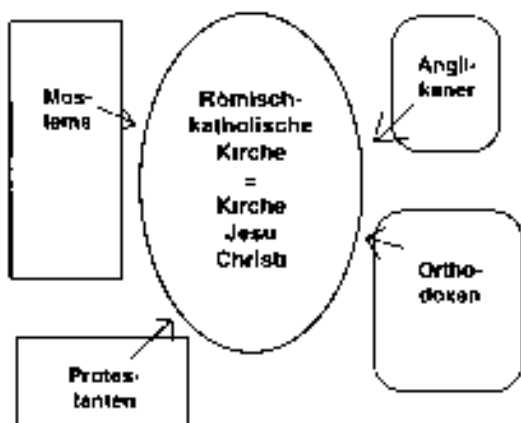 Mos-
lems
Römisch-
katholische
Kirche
=
Kirche
Jesu
Christi
Angli-
kaner
Ortho-
doxen
Protes-
tanten